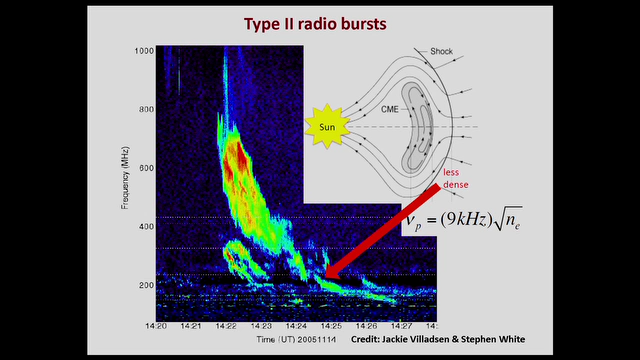 Type II radio bursts
1000
800
600
400
200
Frequency (MHz)
14:20
14:21
14:22
14:23
14:24
14:25
14:26
14:27
14:
Time (UT) 20051114
Shock
CME
Sun
less
dense
ν_p = (9kHz)√n_e
Credit: Jackie Villadsen & Stephen White